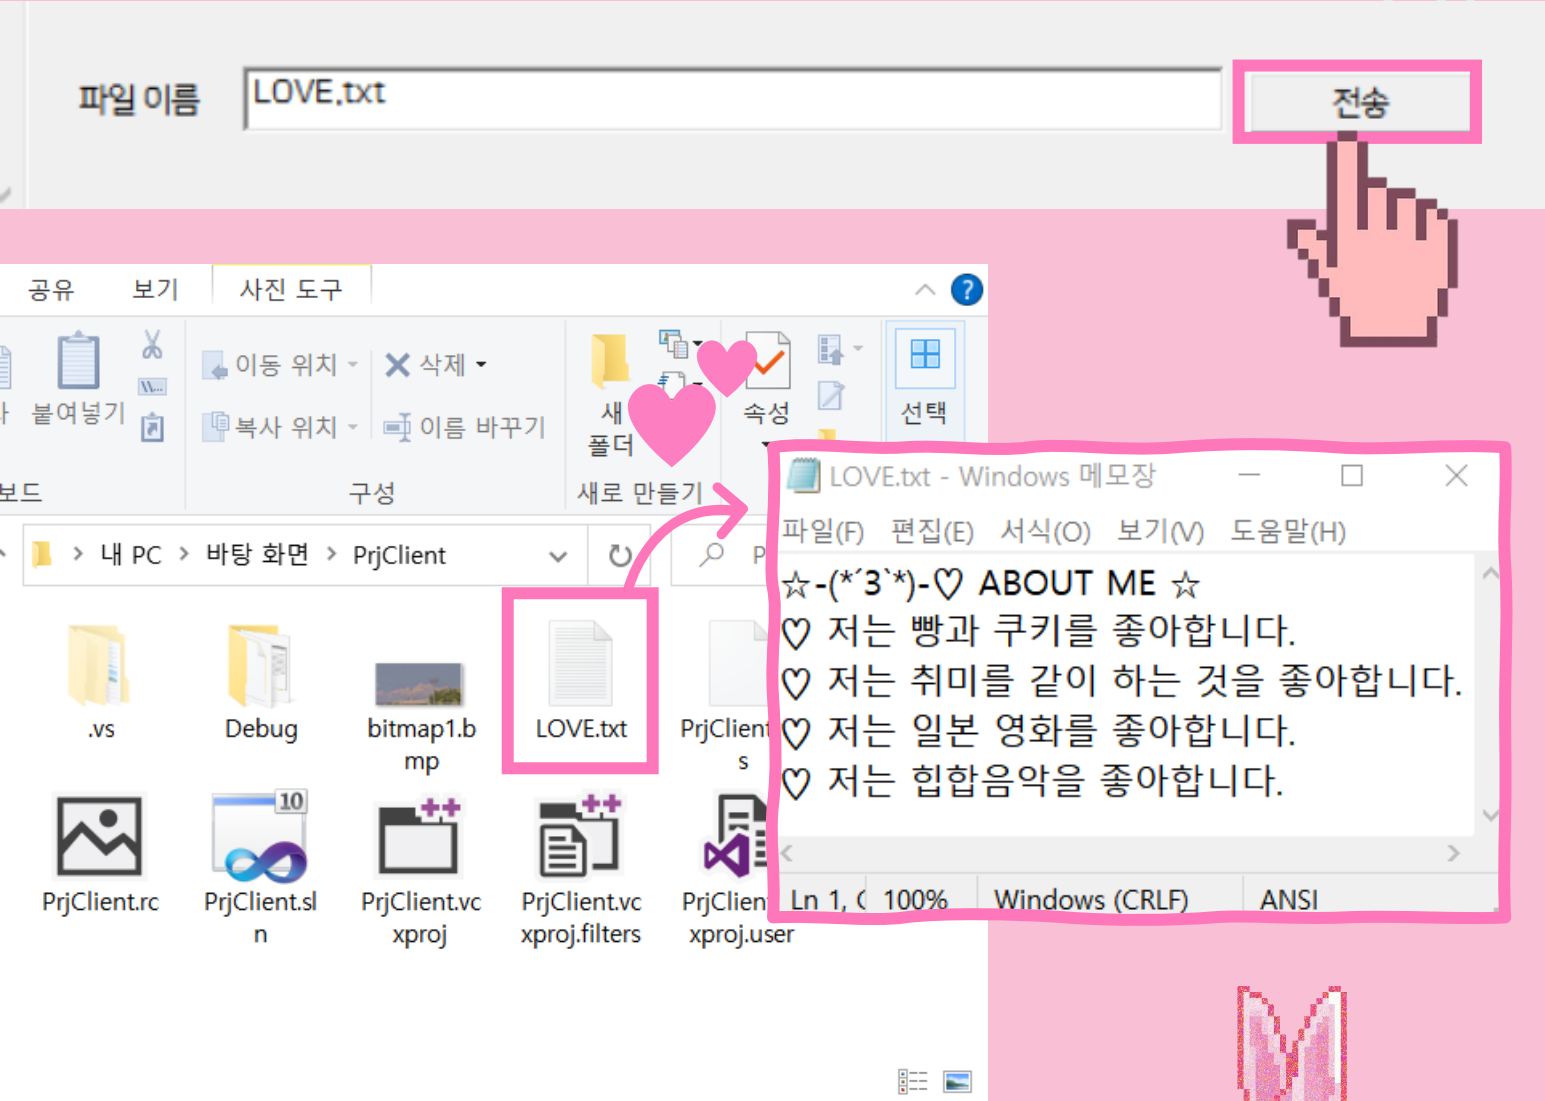 파일 이름
LOVE.txt
전송
공유
보기
사진 도구
?
붙여넣기
이동 위치
삭제
복사 위치
이름 바꾸기
새
폴더
속성
선택
보드
구성
새로 만들기
내 PC > 바탕 화면 > PrjClient
P
.vs
Debug
bitmap1.b
mp
LOVE.txt
PrjClient
s
PrjClient.rc
10
PrjClient.sl
n
PrjClient.vc
xproj
PrjClient.vc
xproj.filters
PrjClien
xproj.user
LOVE.txt - Windows 메모장
파일(F) 편집(E) 서식(O) 보기(V) 도움말(H)
☆-(*´3`*)-♡ ABOUT ME ☆
♡ 저는 빵과 쿠키를 좋아합니다.
♡ 저는 취미를 같이 하는 것을 좋아합니다.
♡ 저는 일본 영화를 좋아합니다.
♡ 저는 힙합음악을 좋아합니다.
Ln 1, 100% Windows (CRLF) ANSI